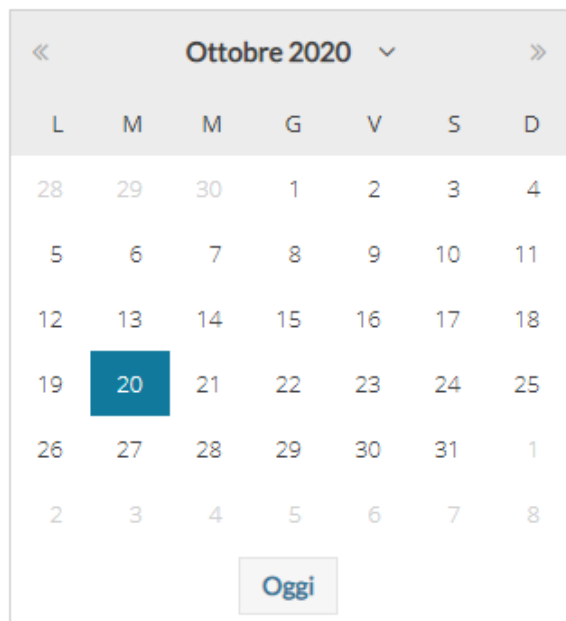 « Ottobre 2020 »
L M M G V S D
28 29 30 1 2 3 4
5 6 7 8 9 10 11
12 13 14 15 16 17 18
19 20 21 22 23 24 25
26 27 28 29 30 31 1
2 3 4 5 6 7 8
Oggi